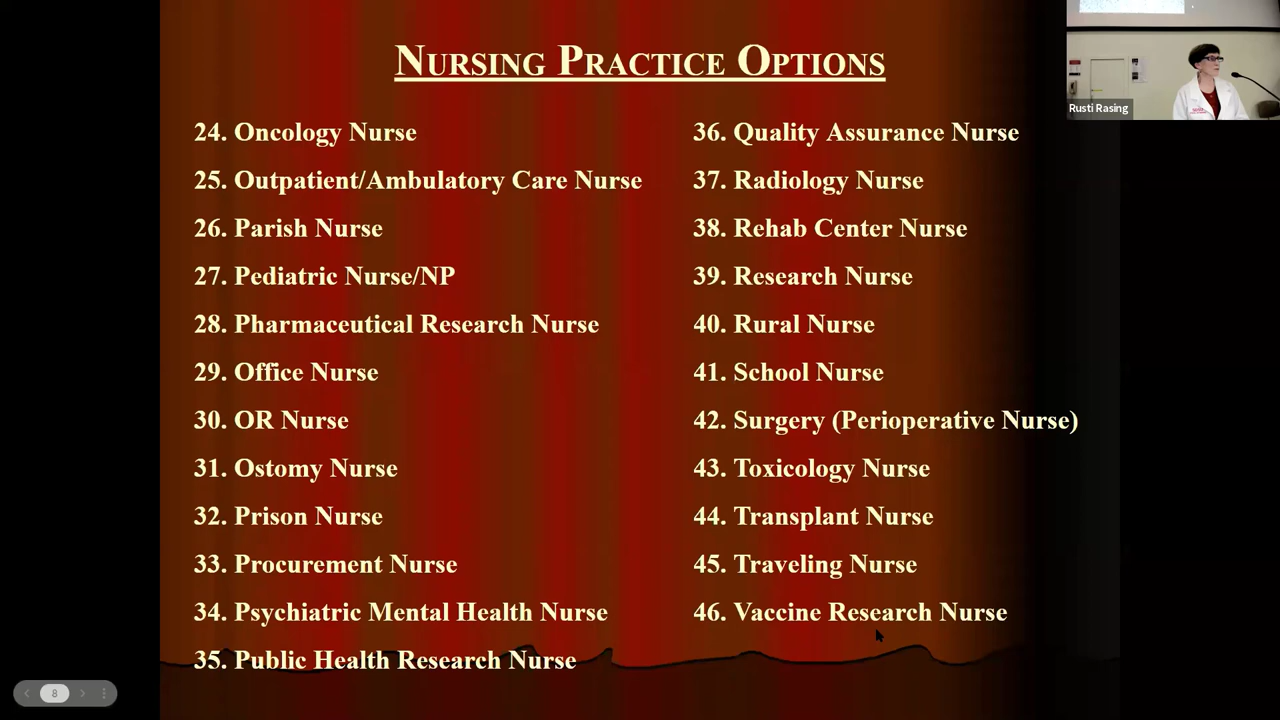 Nursing Practice Options
24. Oncology Nurse
25. Outpatient/Ambulatory Care Nurse
26. Parish Nurse
27. Pediatric Nurse/NP
28. Pharmaceutical Research Nurse
29. Office Nurse
30. OR Nurse
31. Ostomy Nurse
32. Prison Nurse
33. Procurement Nurse
34. Psychiatric Mental Health Nurse
35. Public Health Research Nurse
36. Quality Assurance Nurse
37. Radiology Nurse
38. Rehab Center Nurse
39. Research Nurse
40. Rural Nurse
41. School Nurse
42. Surgery (Perioperative Nurse)
43. Toxicology Nurse
44. Transplant Nurse
45. Traveling Nurse
46. Vaccine Research Nurse
Rusti Rasing
8